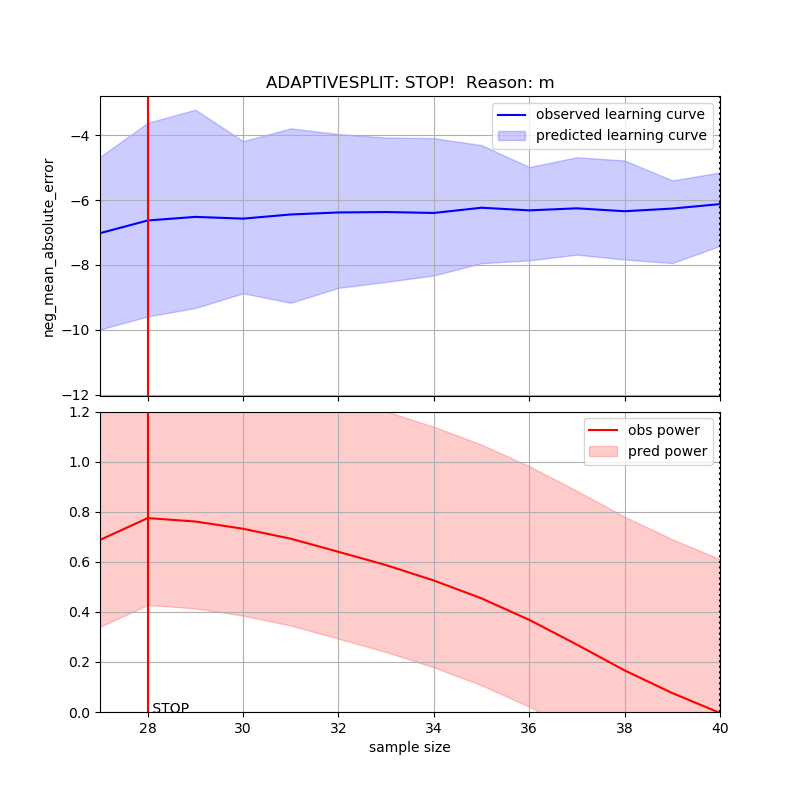 ADAPTIVESPLIT: STOP!  Reason: m
observed learning curve
predicted learning curve
neg_mean_absolute_error
−4
−6
−8
−10
−12
obs power
pred power
1.2
1.0
0.8
0.6
0.4
0.2
0.0
STOP
28 30 32 34 36 38 40
sample size